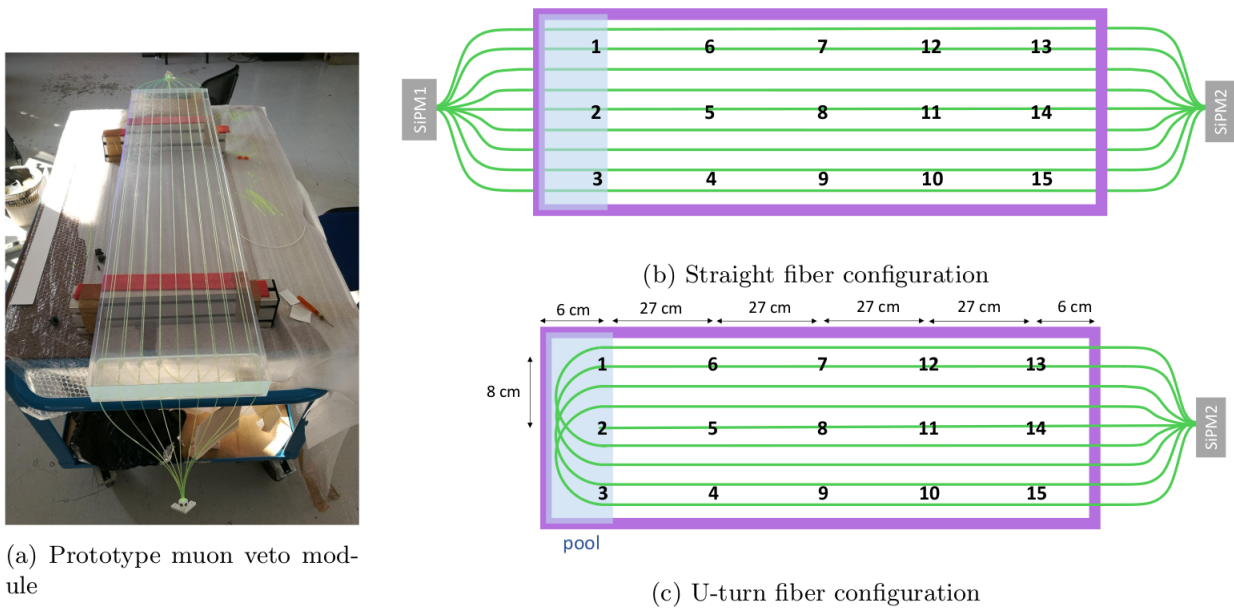 SiPM1
1 6 7 12 13
2 5 8 11 14
3 4 9 10 15
SiPM2
(b) Straight fiber configuration
6 cm 27 cm 27 cm 27 cm 27 cm 6 cm
8 cm
1 6 7 12 13
2 5 8 11 14
3 4 9 10 15
SiPM2
pool
(c) U-turn fiber configuration
(a) Prototype muon veto mod-
ule